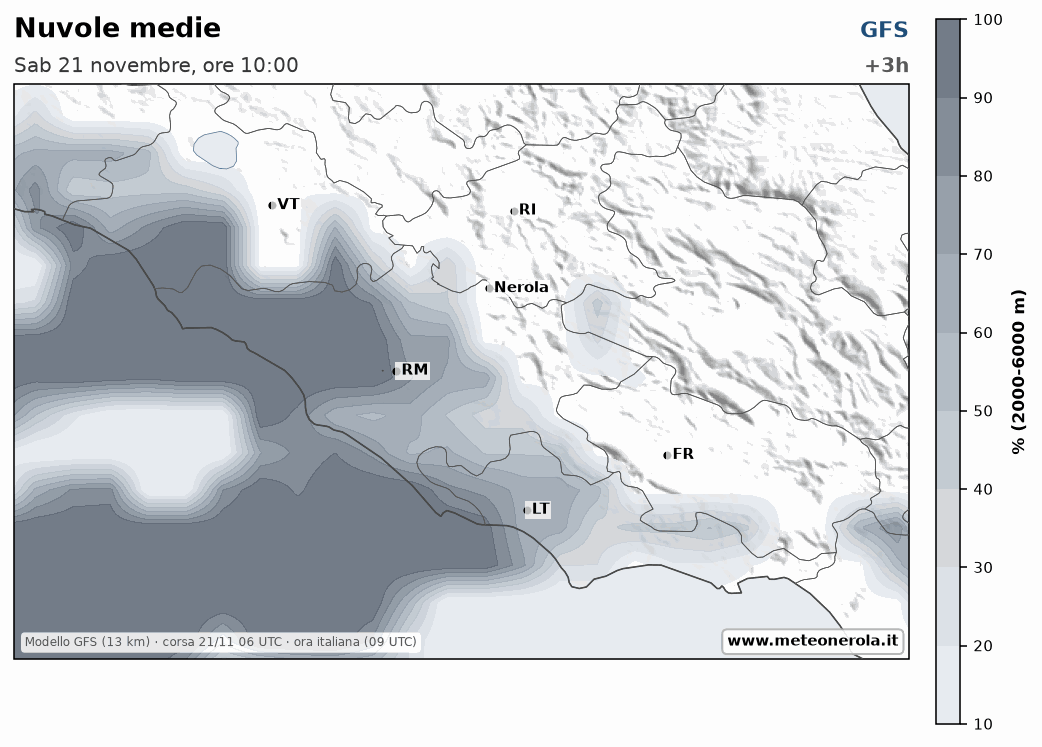 Nuvole medie
GFS
Sab 21 novembre, ore 10:00
+3h
VT
RI
Nerola
RM
FR
LT
Modello GFS (13 km) · corsa 21/11 06 UTC · ora italiana (09 UTC)
www.meteonerola.it
100
90
80
70
60
50
40
30
20
10
% (2000-6000 m)